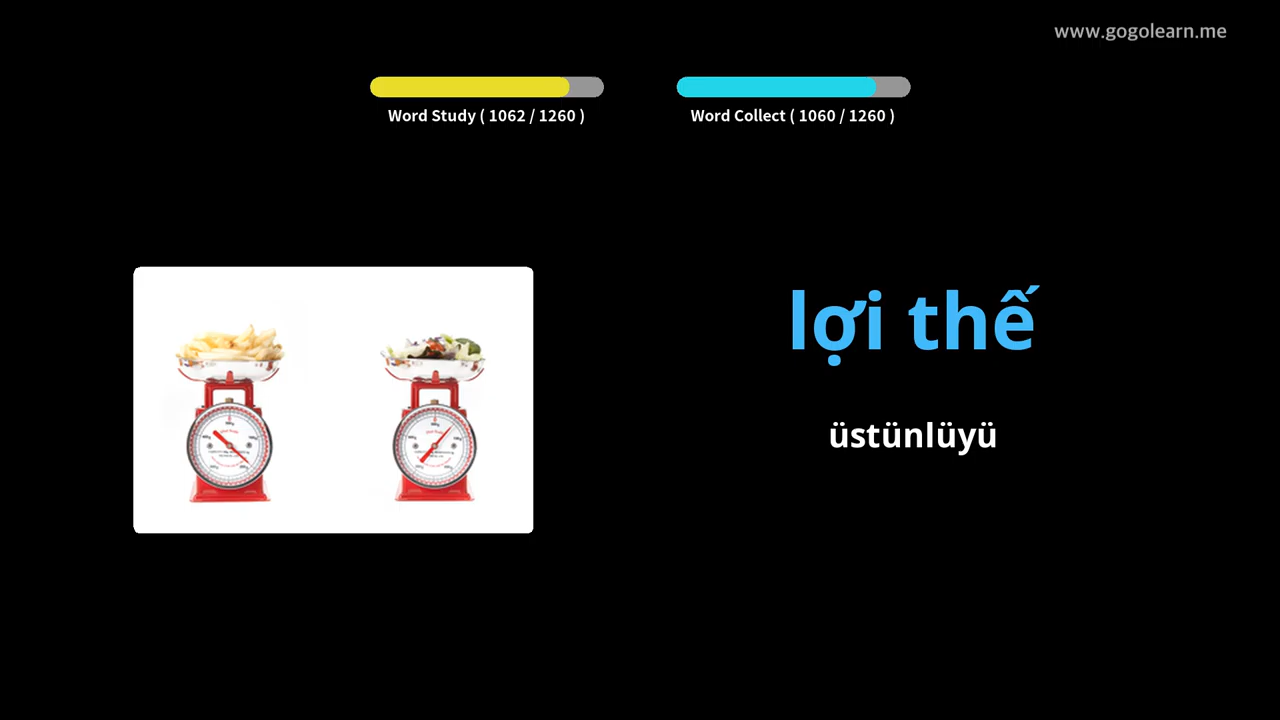 www.gogolearn.me
Word Study ( 1062 / 1260 )
Word Collect ( 1060 / 1260 )
lợi thế
üstünlüyü